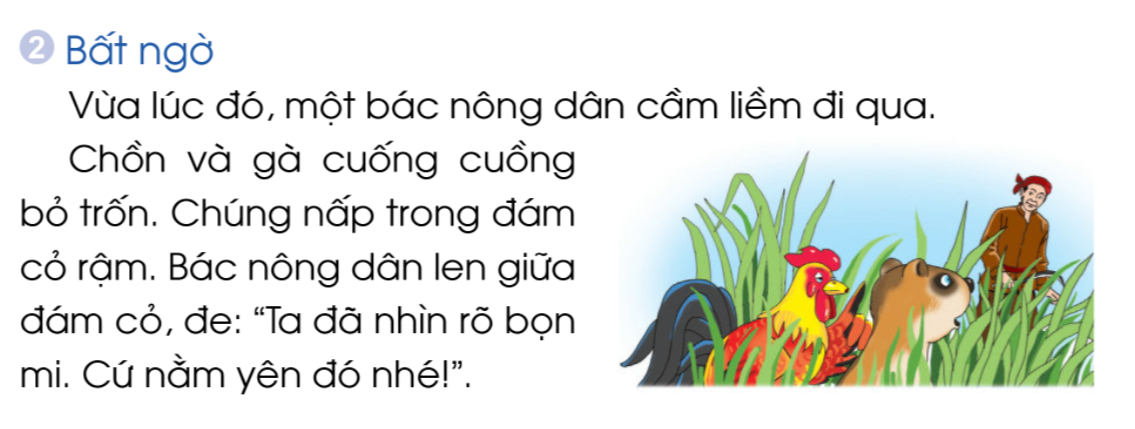 2 Bất ngờ
Vừa lúc đó, một bác nông dân cầm liềm đi qua.
Chồn và gà cuống cuồng
bỏ trốn. Chúng nấp trong đám
cỏ rậm. Bác nông dân len giữa
đám cỏ, đe: “Ta đã nhìn rõ bọn
mi. Cứ nằm yên đó nhé!”.